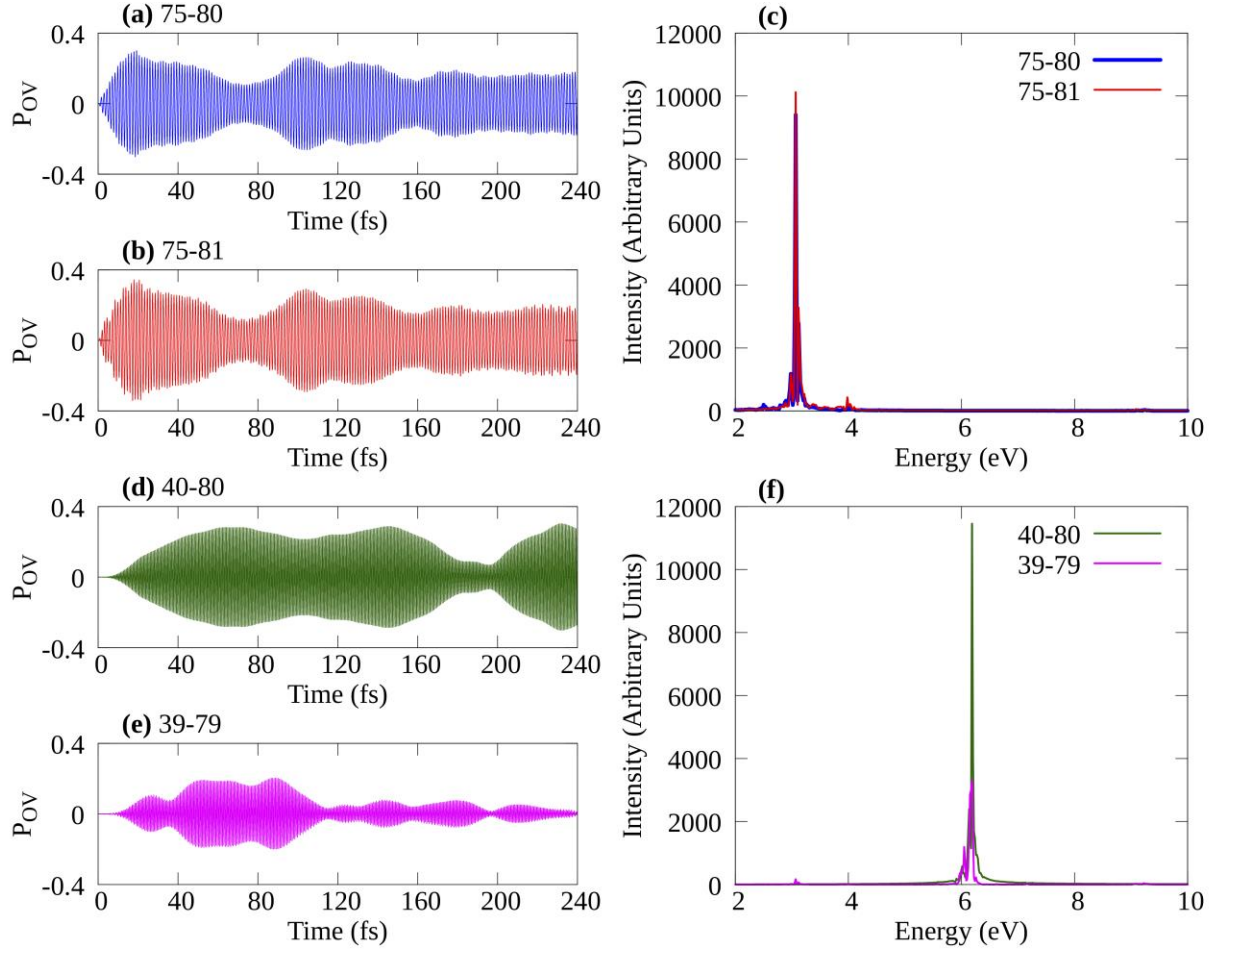 (a) 75-80
0.4
0
-0.4
P_OV
0 40 80 120 160 200 240
Time (fs)
(b) 75-81
0.4
0
-0.4
P_OV
0 40 80 120 160 200 240
Time (fs)
(c)
12000
10000
8000
6000
4000
2000
0
Intensity (Arbitrary Units)
75-80
75-81
2 4 6 8 10
Energy (eV)
(d) 40-80
0.4
0
-0.4
P_OV
0 40 80 120 160 200 240
Time (fs)
(e) 39-79
0.4
0
-0.4
P_OV
0 40 80 120 160 200 240
Time (fs)
(f)
12000
10000
8000
6000
4000
2000
0
Intensity (Arbitrary Units)
40-80
39-79
2 4 6 8 10
Energy (eV)